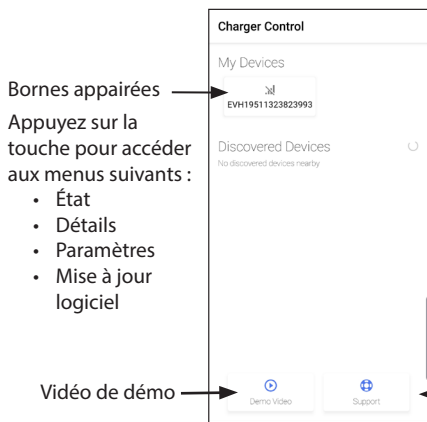 Charger Control
My Devices
EVH19511323823993
Discovered Devices
No discovered devices nearby
Demo Video
Support
Bornes appairées
Appuyez sur la
touche pour accéder
aux menus suivants :
• État
• Détails
• Paramètres
• Mise à jour
logiciel
Vidéo de démo